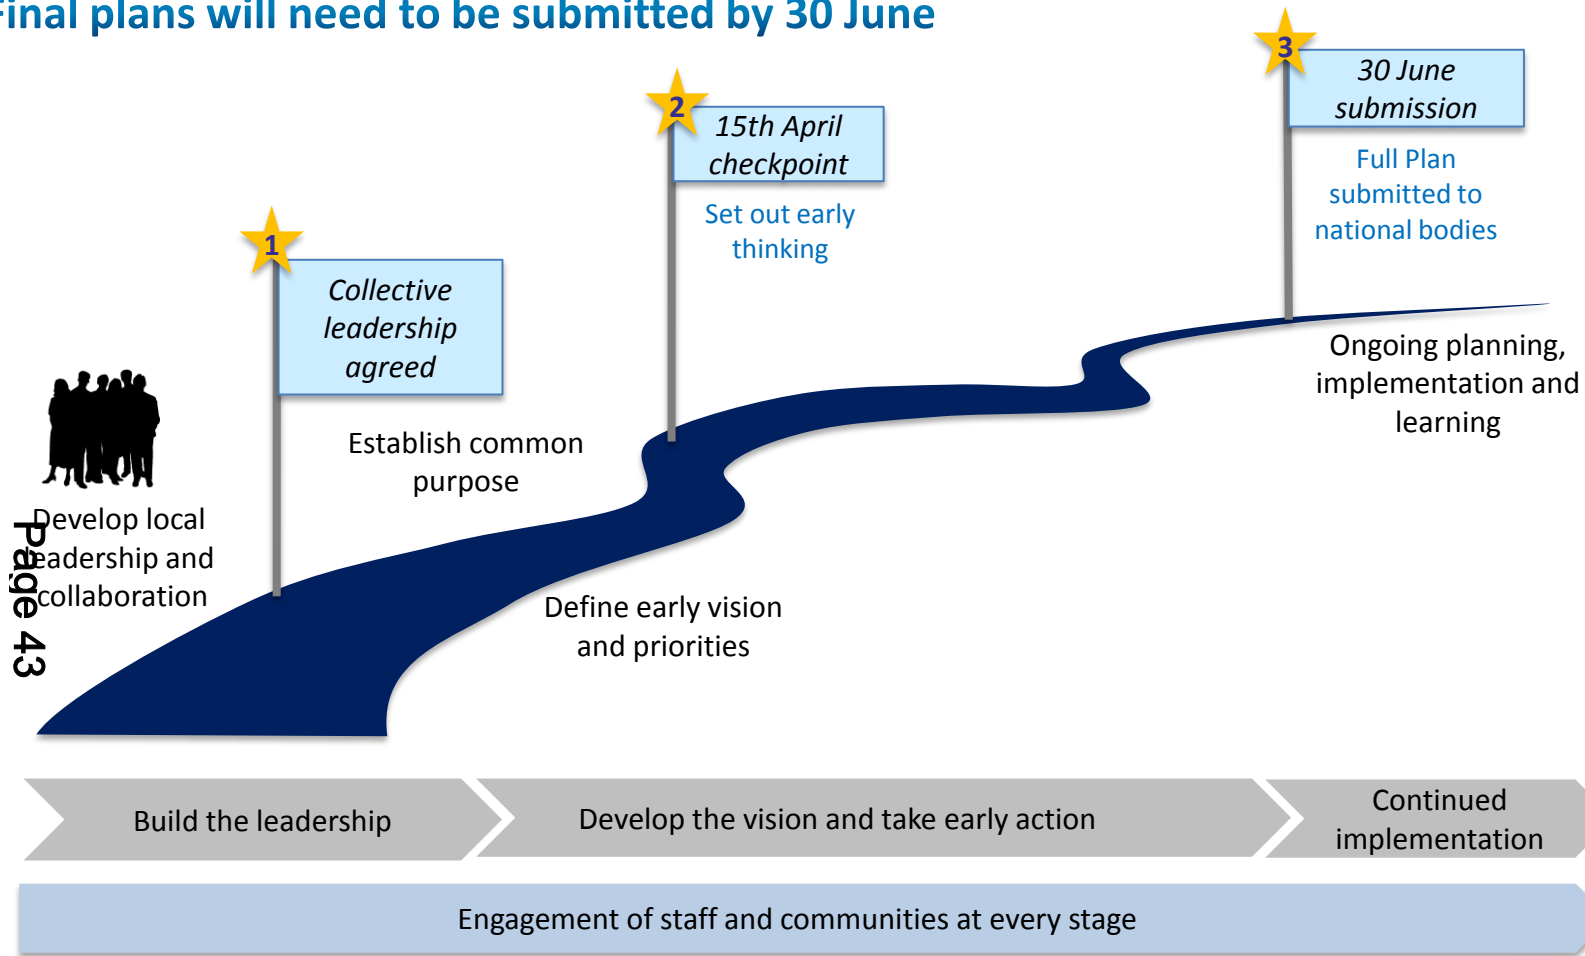 Final plans will need to be submitted by 30 June
3
30 June
submission
Full Plan
submitted to
national bodies
2
15th April
checkpoint
Set out early
thinking
1
Collective
leadership
agreed
Establish common
purpose
Develop local
leadership and
collaboration
Page 43
Define early vision
and priorities
Ongoing planning,
implementation and
learning
Build the leadership
Develop the vision and take early action
Continued
implementation
Engagement of staff and communities at every stage